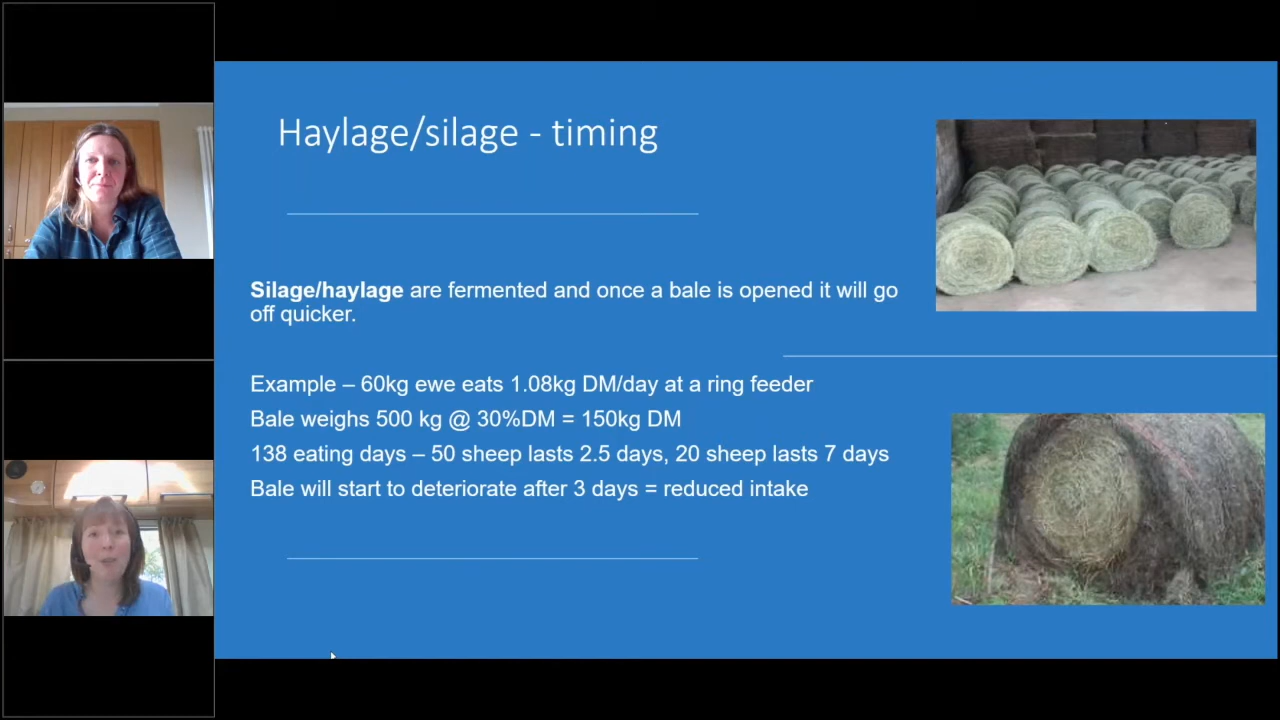 Haylage/silage - timing
Silage/haylage are fermented and once a bale is opened it will go
off quicker.
Example – 60kg ewe eats 1.08kg DM/day at a ring feeder
Bale weighs 500 kg @ 30%DM = 150kg DM
138 eating days – 50 sheep lasts 2.5 days, 20 sheep lasts 7 days
Bale will start to deteriorate after 3 days = reduced intake